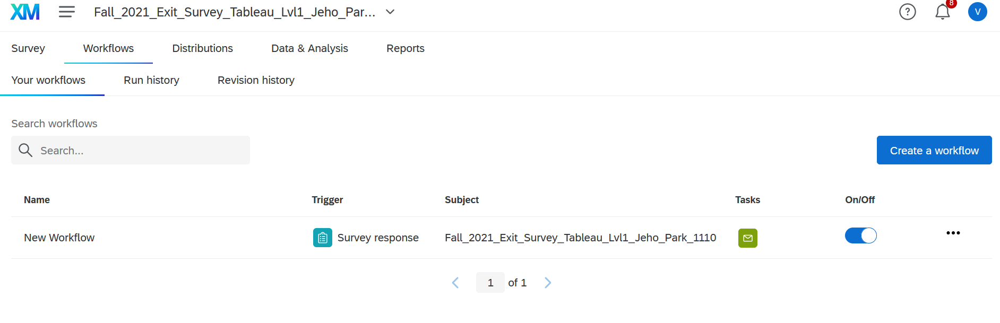 XM Fall_2021_Exit_Survey_Tableau_Lvl1_Jeho_Par... ? 8 V
Survey Workflows Distributions Data & Analysis Reports
Your workflows Run history Revision history
Search workflows
Search... Create a workflow
Name Trigger Subject Tasks On/Off
New Workflow Survey response Fall_2021_Exit_Survey_Tableau_Lvl1_Jeho_Park_1110
1 of 1